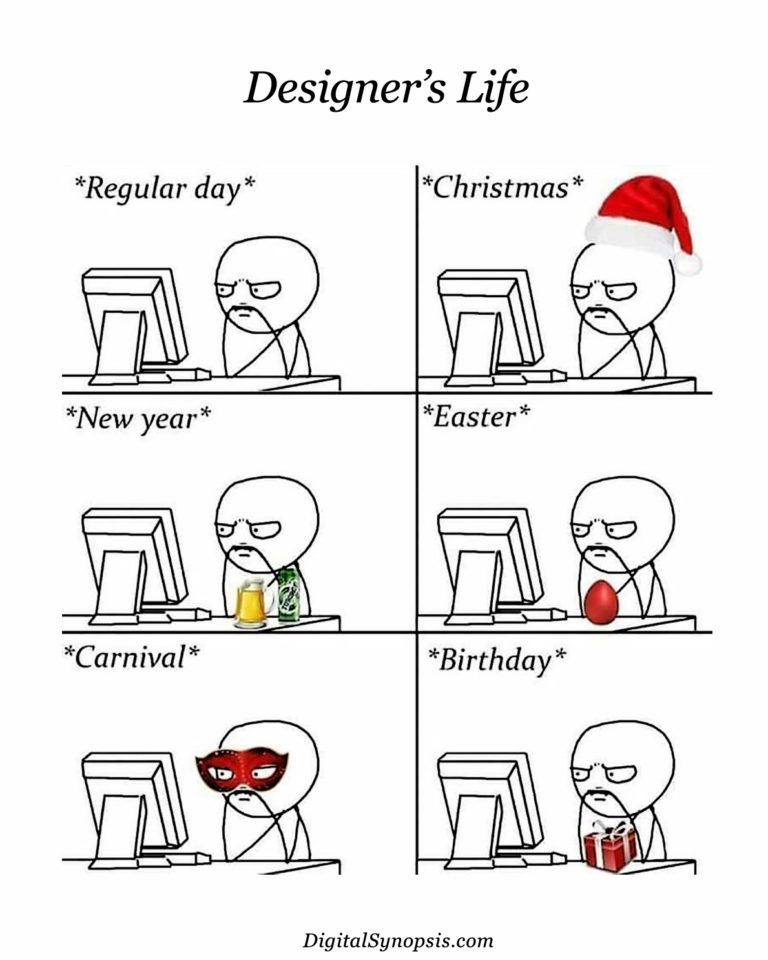 Designer’s Life
*Regular day*
*Christmas*
*New year*
*Easter*
*Carnival*
*Birthday*
DigitalSynopsis.com